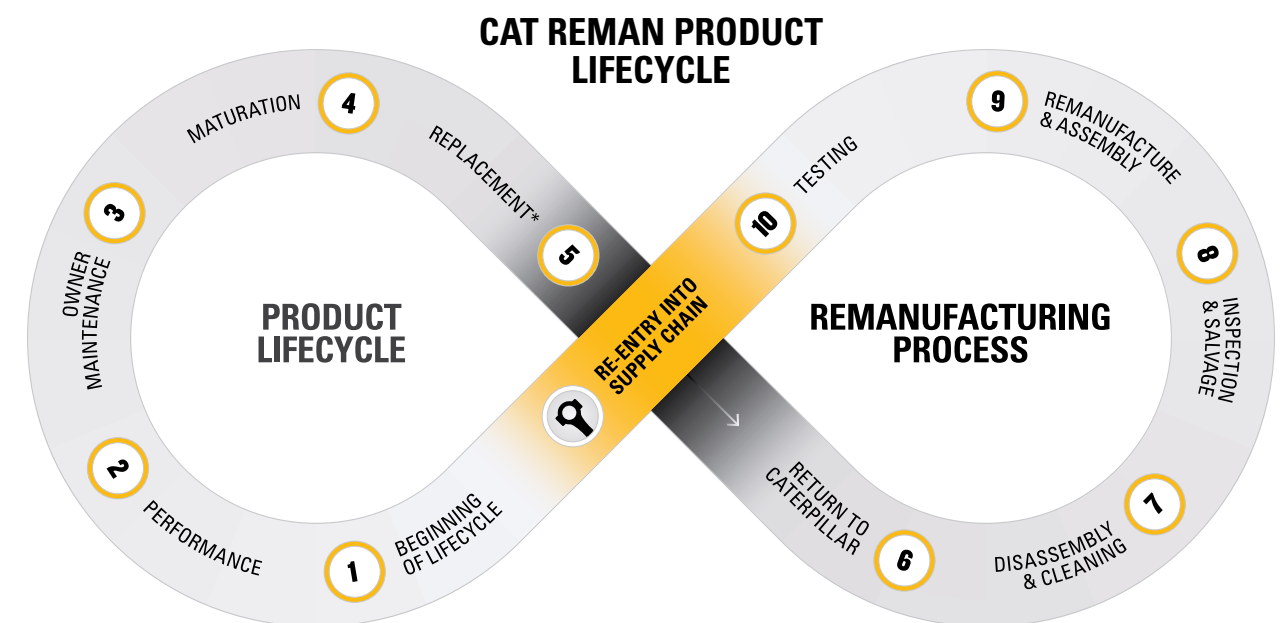 CAT REMAN PRODUCT
LIFECYCLE
PRODUCT
LIFECYCLE
1
BEGINNING
OF LIFECYCLE
2
PERFORMANCE
3
OWNER
MAINTENANCE
4
MATURATION
5
REPLACEMENT*
REMANUFACTURING
PROCESS
6
RETURN TO
CATERPILLAR
7
DISASSEMBLY
& CLEANING
8
INSPECTION
& SALVAGE
9
REMANUFACTURE
& ASSEMBLY
10
TESTING
RE-ENTRY INTO
SUPPLY CHAIN